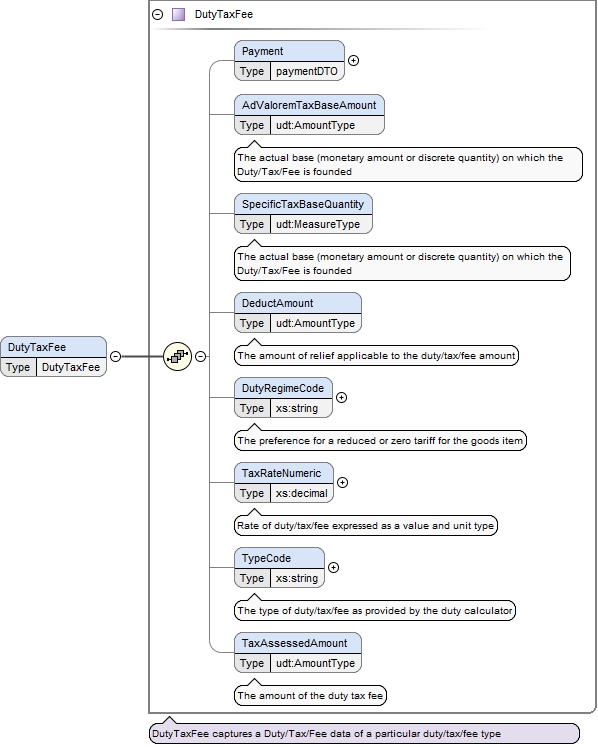 DutyTaxFee
Payment
Type paymentDTO
AdValoremTaxBaseAmount
Type udt:AmountType
The actual base (monetary amount or discrete quantity) on which the
Duty/Tax/Fee is founded
SpecificTaxBaseQuantity
Type udt:MeasureType
The actual base (monetary amount or discrete quantity) on which the
Duty/Tax/Fee is founded
DeductAmount
Type udt:AmountType
The amount of relief applicable to the duty/tax/fee amount
DutyTaxFee
Type DutyTaxFee
DutyRegimeCode
Type xs:string
The preference for a reduced or zero tariff for the goods item
TaxRateNumeric
Type xs:decimal
Rate of duty/tax/fee expressed as a value and unit type
TypeCode
Type xs:string
The type of duty/tax/fee as provided by the duty calculator
TaxAssessedAmount
Type udt:AmountType
The amount of the duty tax fee
DutyTaxFee captures a Duty/Tax/Fee data of a particular duty/tax/fee type